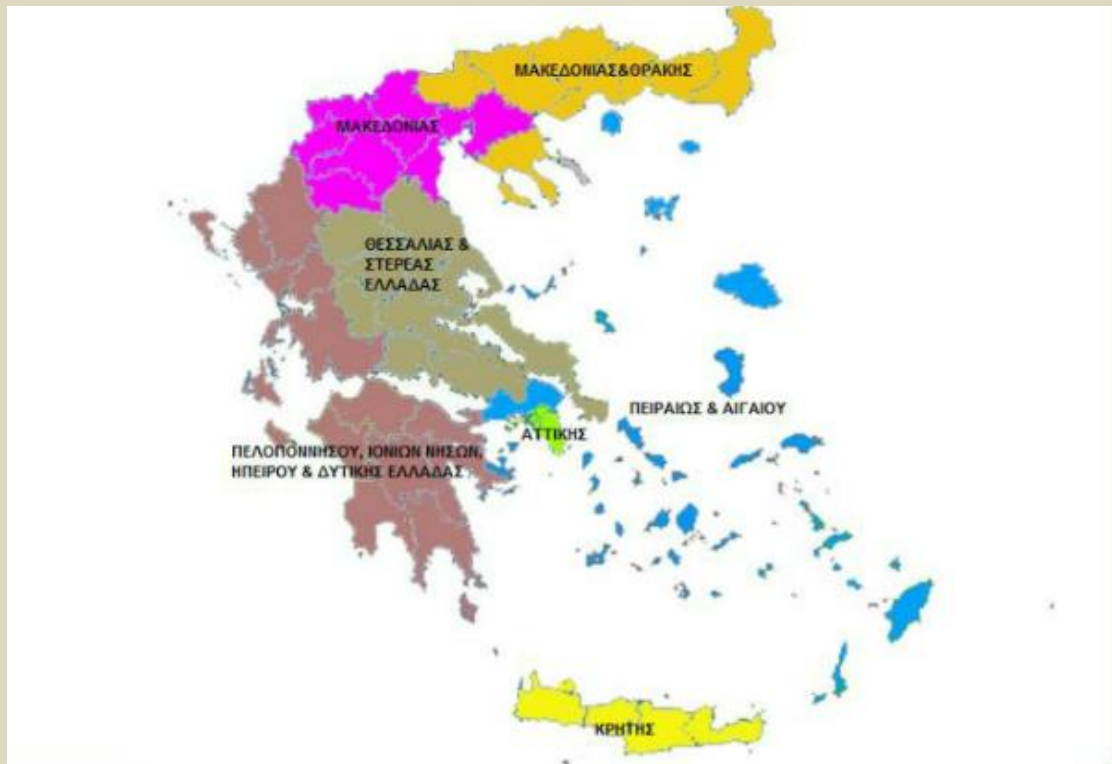 ΜΑΚΕΔΟΝΙΑΣ&ΘΡΑΚΗΣ
ΜΑΚΕΔΟΝΙΑΣ
ΘΕΣΣΑΛΙΑΣ &
ΣΤΕΡΕΑΣ
ΕΛΛΑΔΑΣ
ΠΕΙΡΑΙΩΣ & ΑΙΓΑΙΟΥ
ΑΤΤΙΚΗΣ
ΠΕΛΟΠΟΝΝΗΣΟΥ, ΙΟΝΙΩΝ ΝΗΣΩΝ,
ΗΠΕΙΡΟΥ & ΔΥΤΙΚΗΣ ΕΛΛΑΔΑΣ
ΚΡΗΤΗΣ